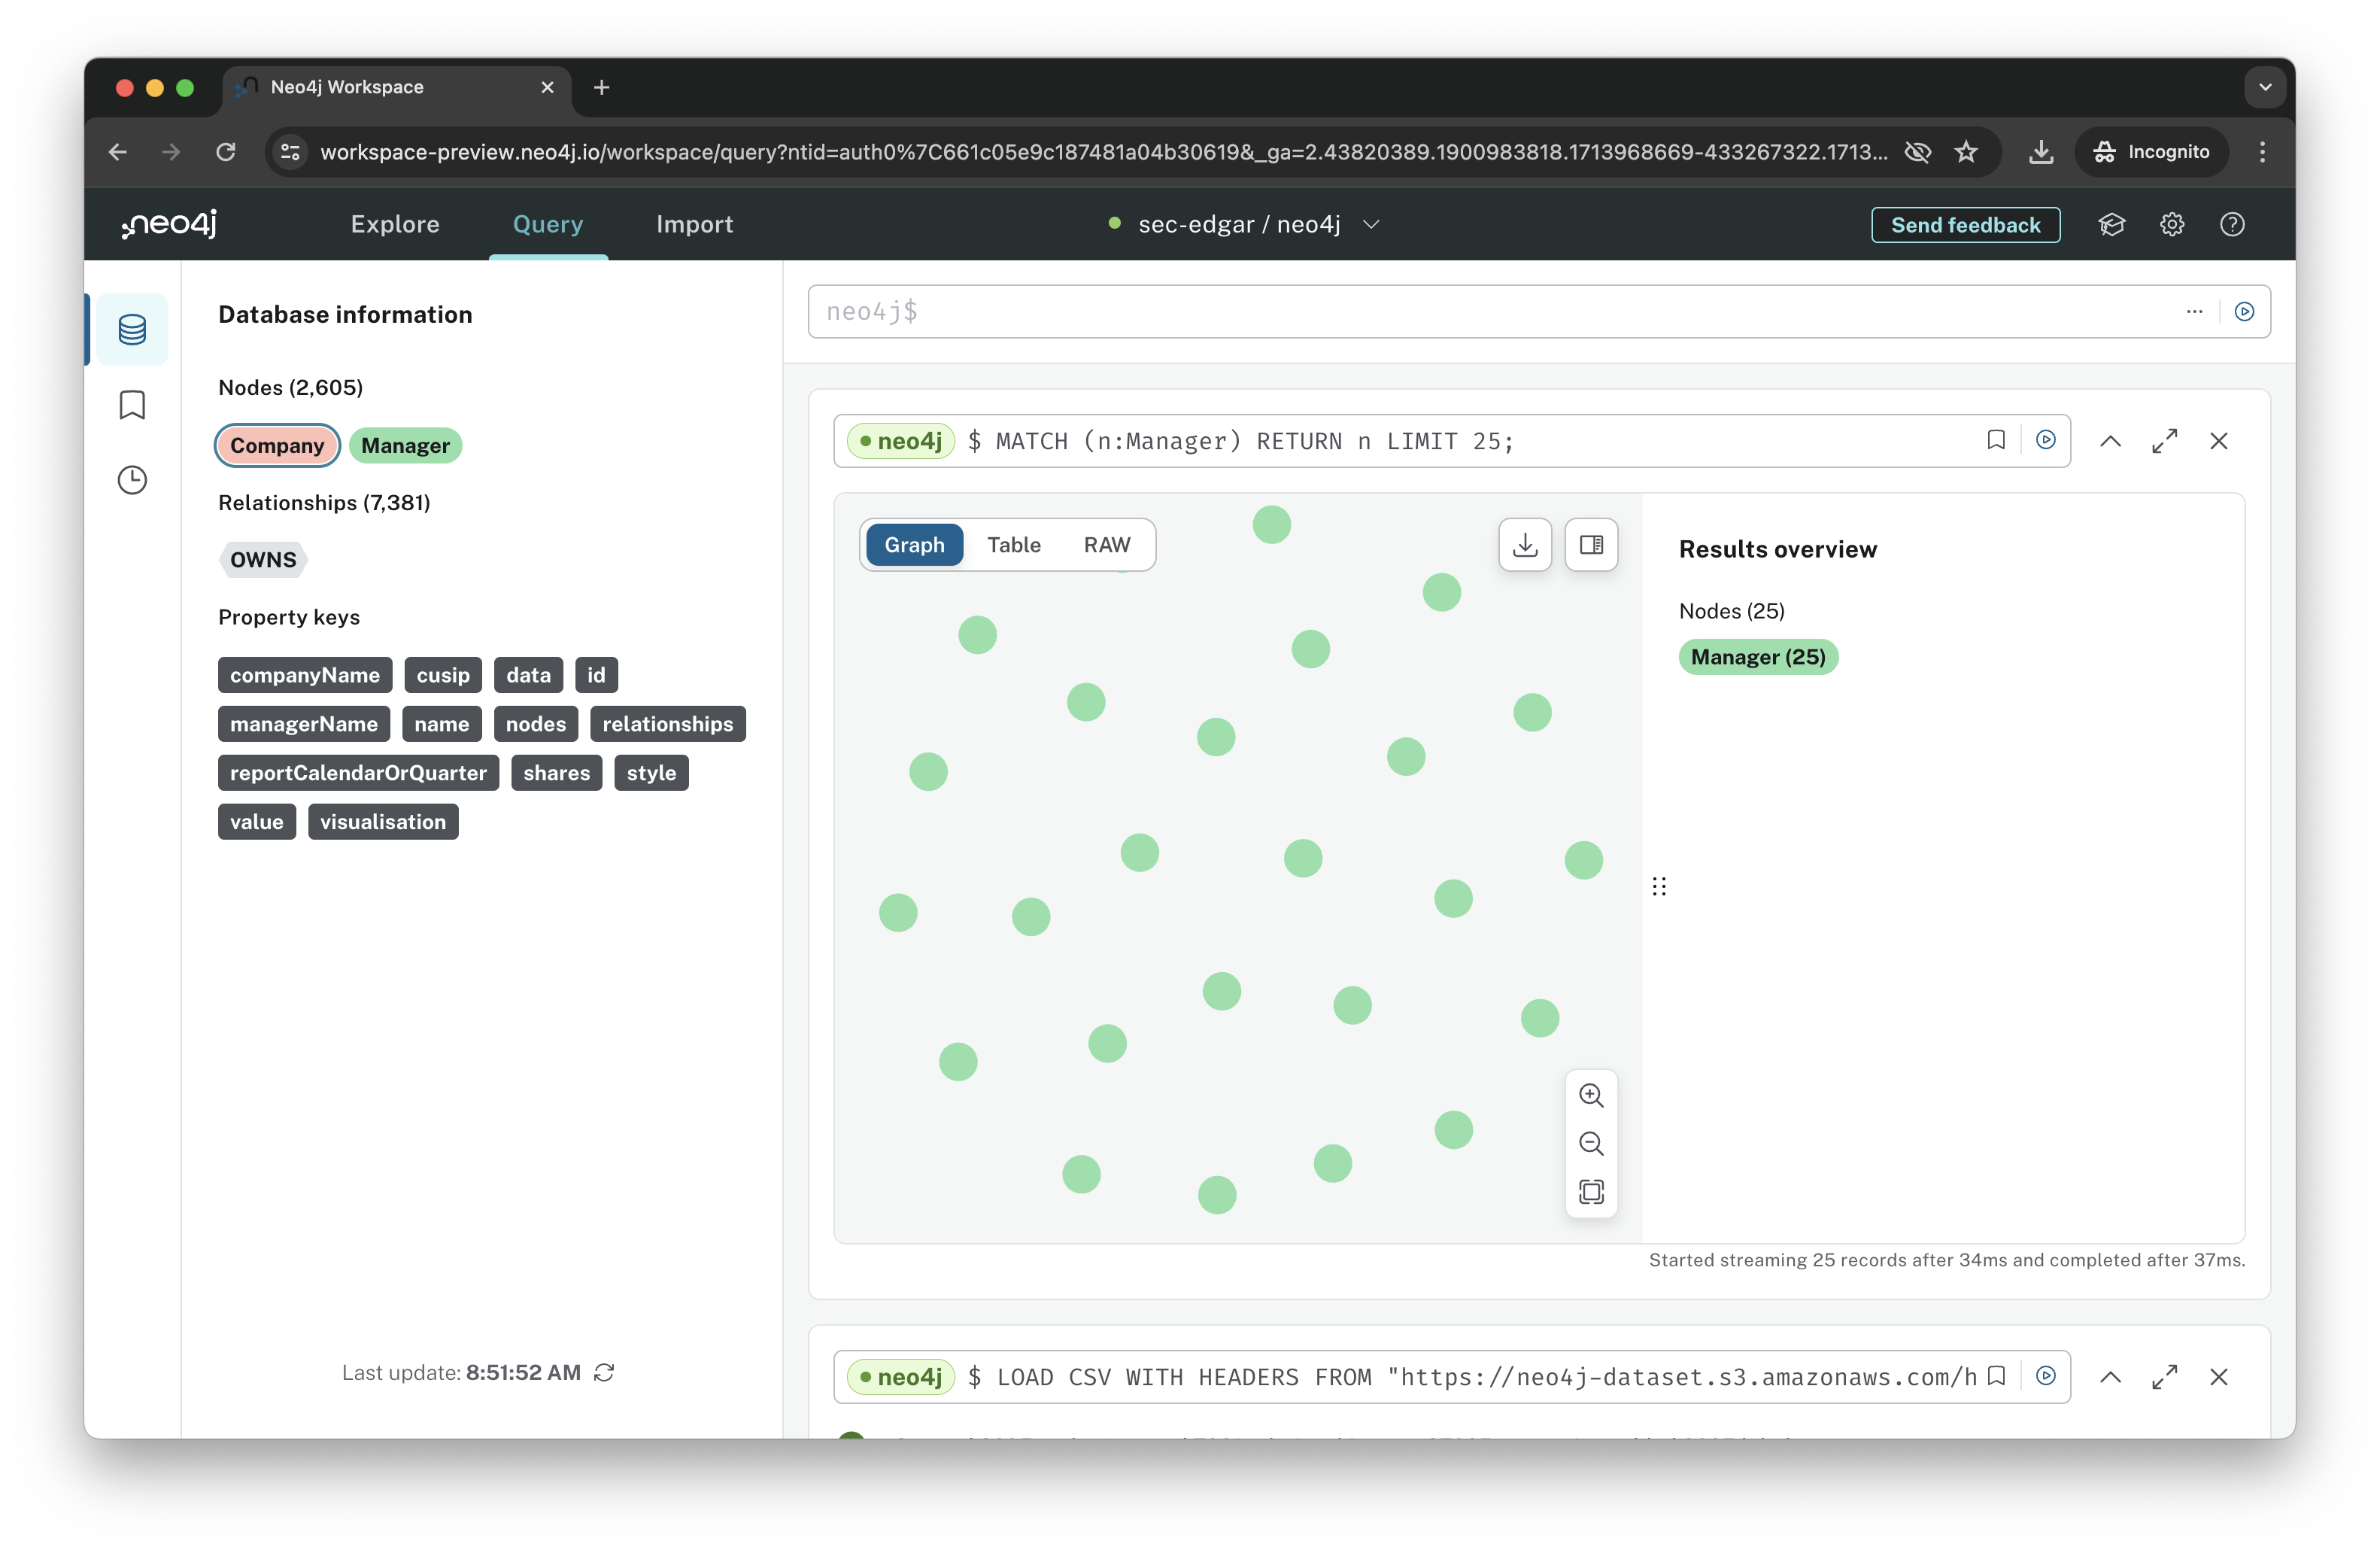 Neo4j Workspace
workspace-preview.neo4j.io/workspace/query?ntid=auth0%7C661c05e9c187481a04b30619&_ga=2.43820389.1900983818.1713968669-433267322.1713...
Incognito
neo4j
Explore
Query
Import
sec-edgar / neo4j
Send feedback
Database information
Nodes (2,605)
Company Manager
Relationships (7,381)
OWNS
Property keys
companyName cusip data id
managerName name nodes relationships
reportCalendarOrQuarter shares style
value visualisation
Last update: 8:51:52 AM
neo4j$
neo4j $ MATCH (n:Manager) RETURN n LIMIT 25;
Graph Table RAW
Results overview
Nodes (25)
Manager (25)
Started streaming 25 records after 34ms and completed after 37ms.
neo4j $ LOAD CSV WITH HEADERS FROM "https://neo4j-dataset.s3.amazonaws.com/h